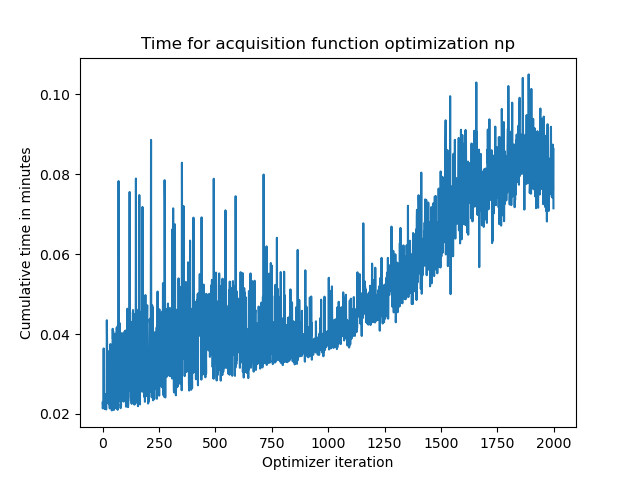 Time for acquisition function optimization np
Cumulative time in minutes
0.10
0.08
0.06
0.04
0.02
0 250 500 750 1000 1250 1500 1750 2000
Optimizer iteration